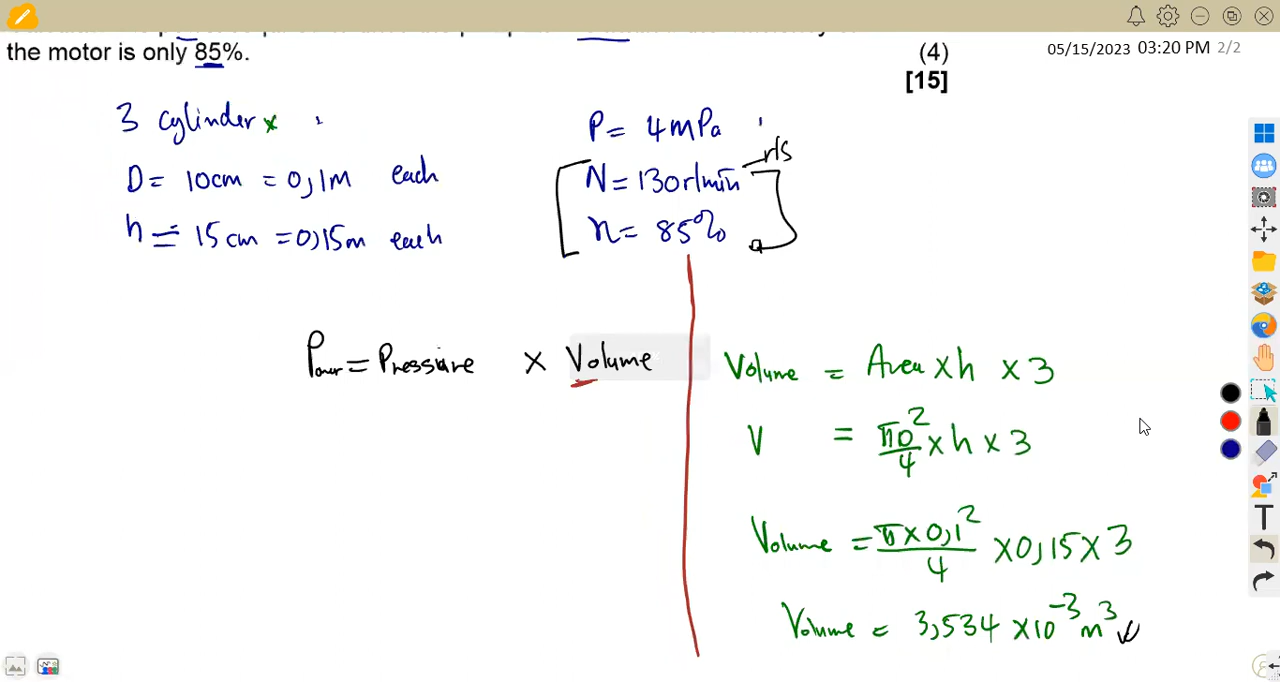 the motor is only 85%.
(4)
[15]
05/15/2023 03:20 PM 2/2
3 cylinder x
D = 10cm = 0,1M each
h = 15cm = 0,15m each
P = 4mPa
N = 130r/min r/s
n = 85%
Power = Pressure x Volume
Volume = Area x h x 3
V = πD²/4 x h x 3
Volume = π x 0,1²/4 x 0,15 x 3
Volume = 3,534 x 10⁻³ m³
T